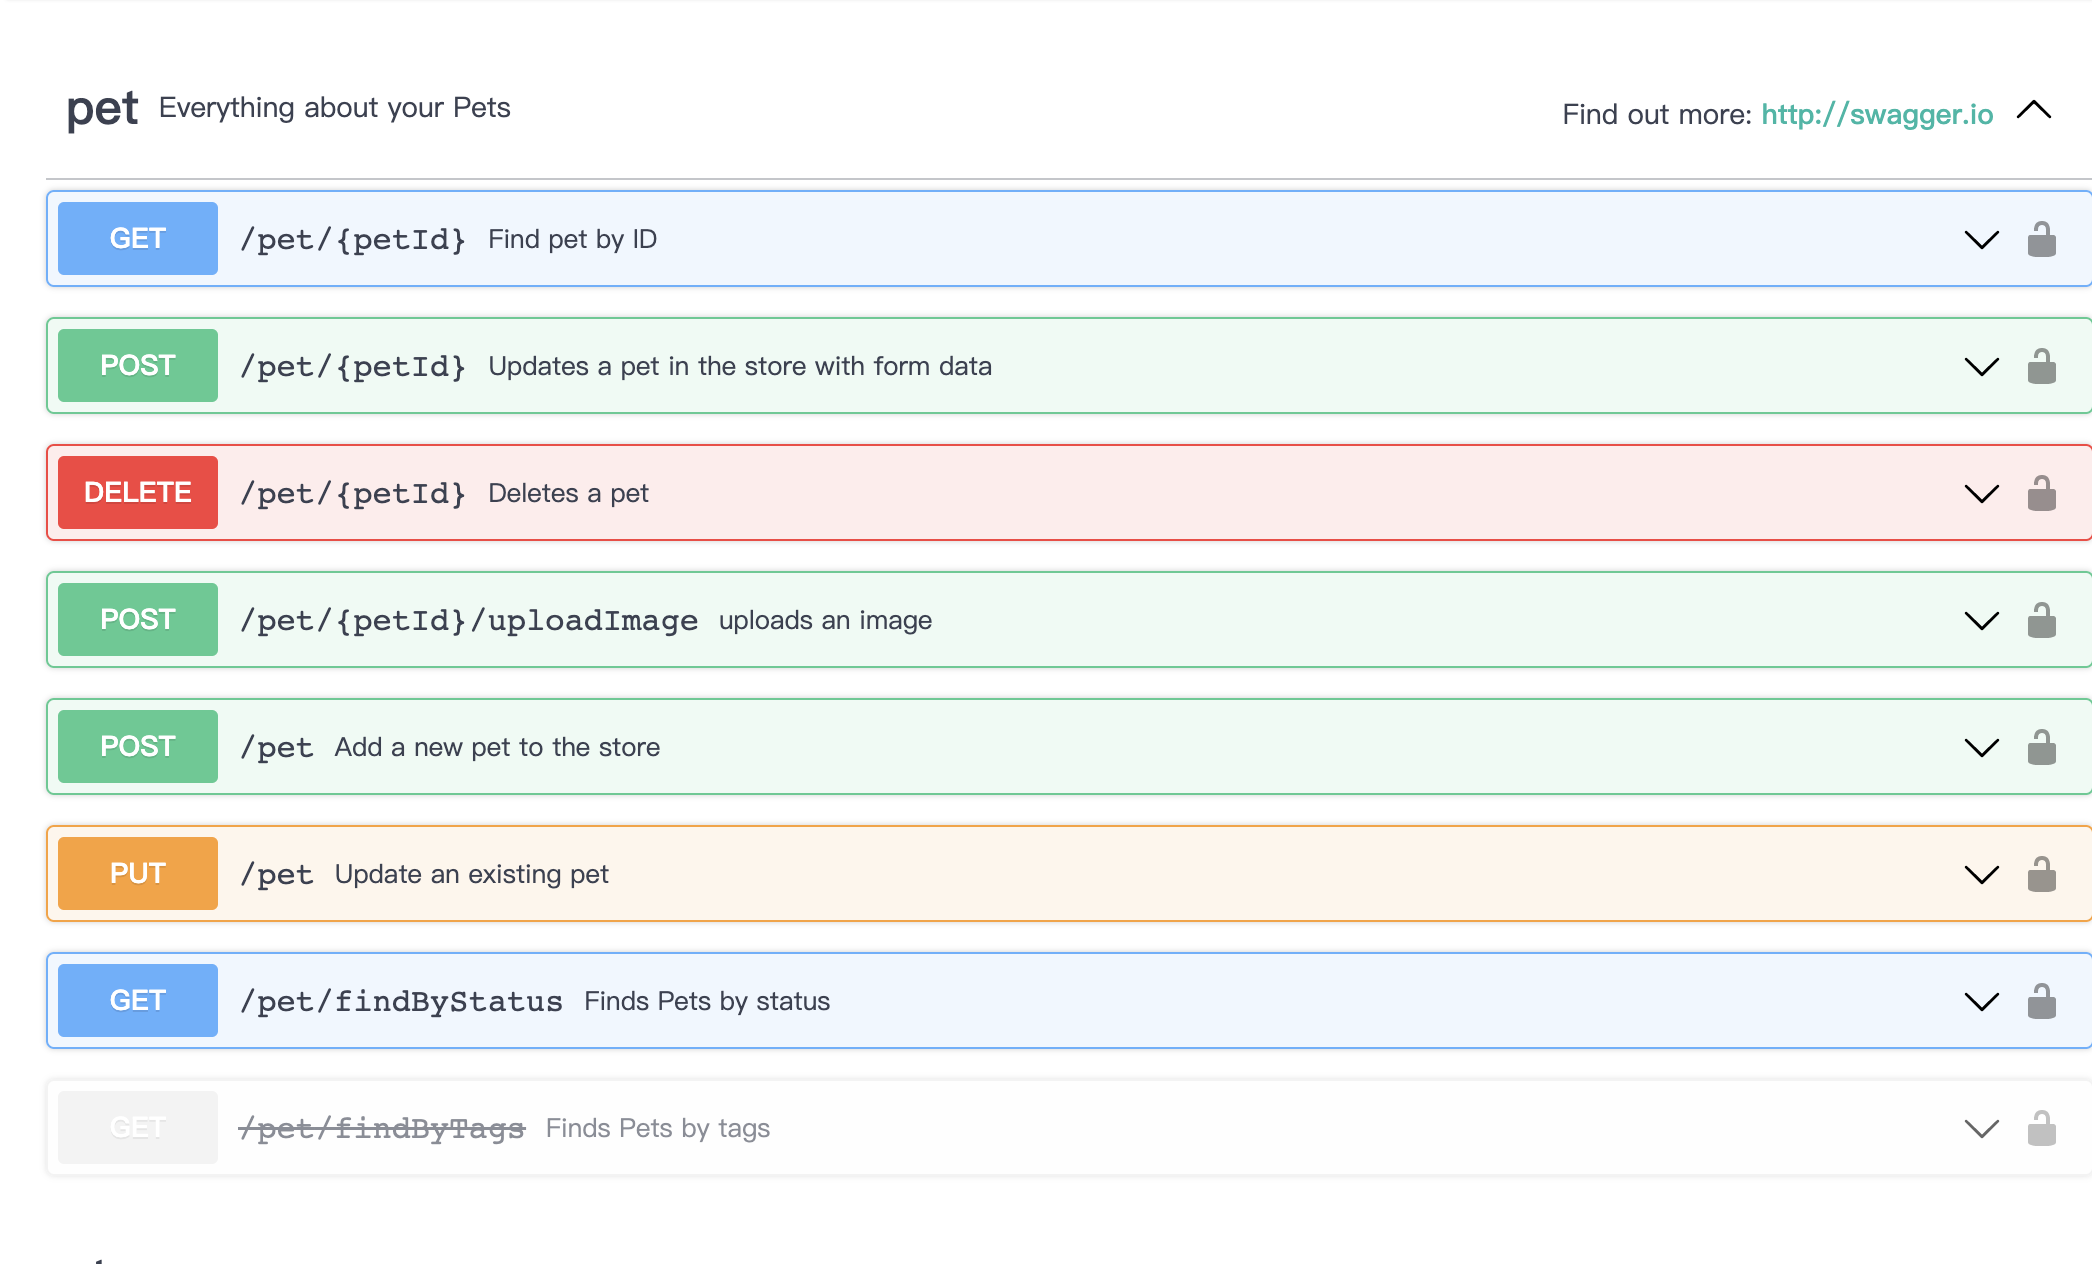 pet Everything about your Pets
Find out more: http://swagger.io
GET /pet/{petId} Find pet by ID
POST /pet/{petId} Updates a pet in the store with form data
DELETE /pet/{petId} Deletes a pet
POST /pet/{petId}/uploadImage uploads an image
POST /pet Add a new pet to the store
PUT /pet Update an existing pet
GET /pet/findByStatus Finds Pets by status
GET /pet/findByTags Finds Pets by tags